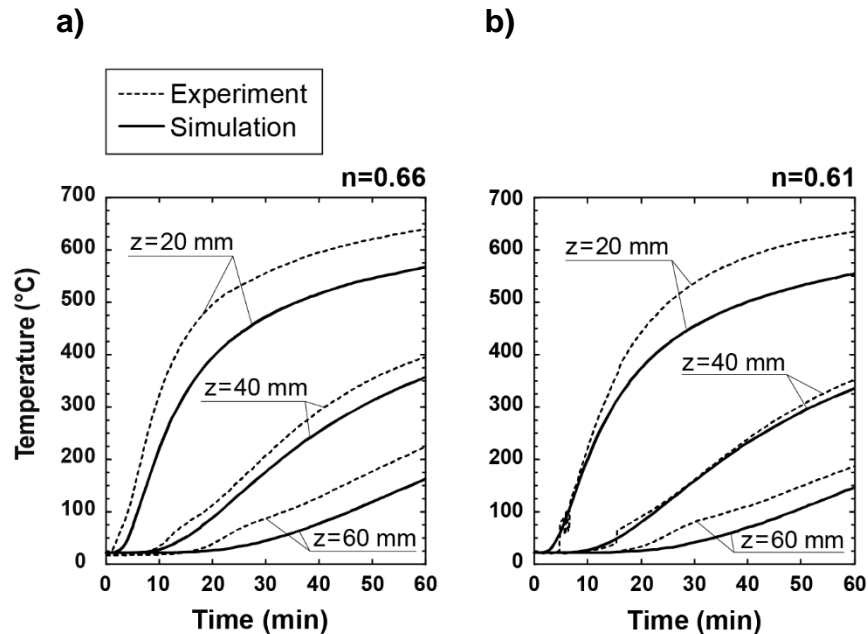 a)
Experiment
Simulation
n=0.66
700
600
500
400
300
200
100
0
Temperature (°C)
z=20 mm
z=40 mm
z=60 mm
0 10 20 30 40 50 60
Time (min)
b)
n=0.61
700
600
500
400
300
200
100
0
z=20 mm
z=40 mm
z=60 mm
0 10 20 30 40 50 60
Time (min)